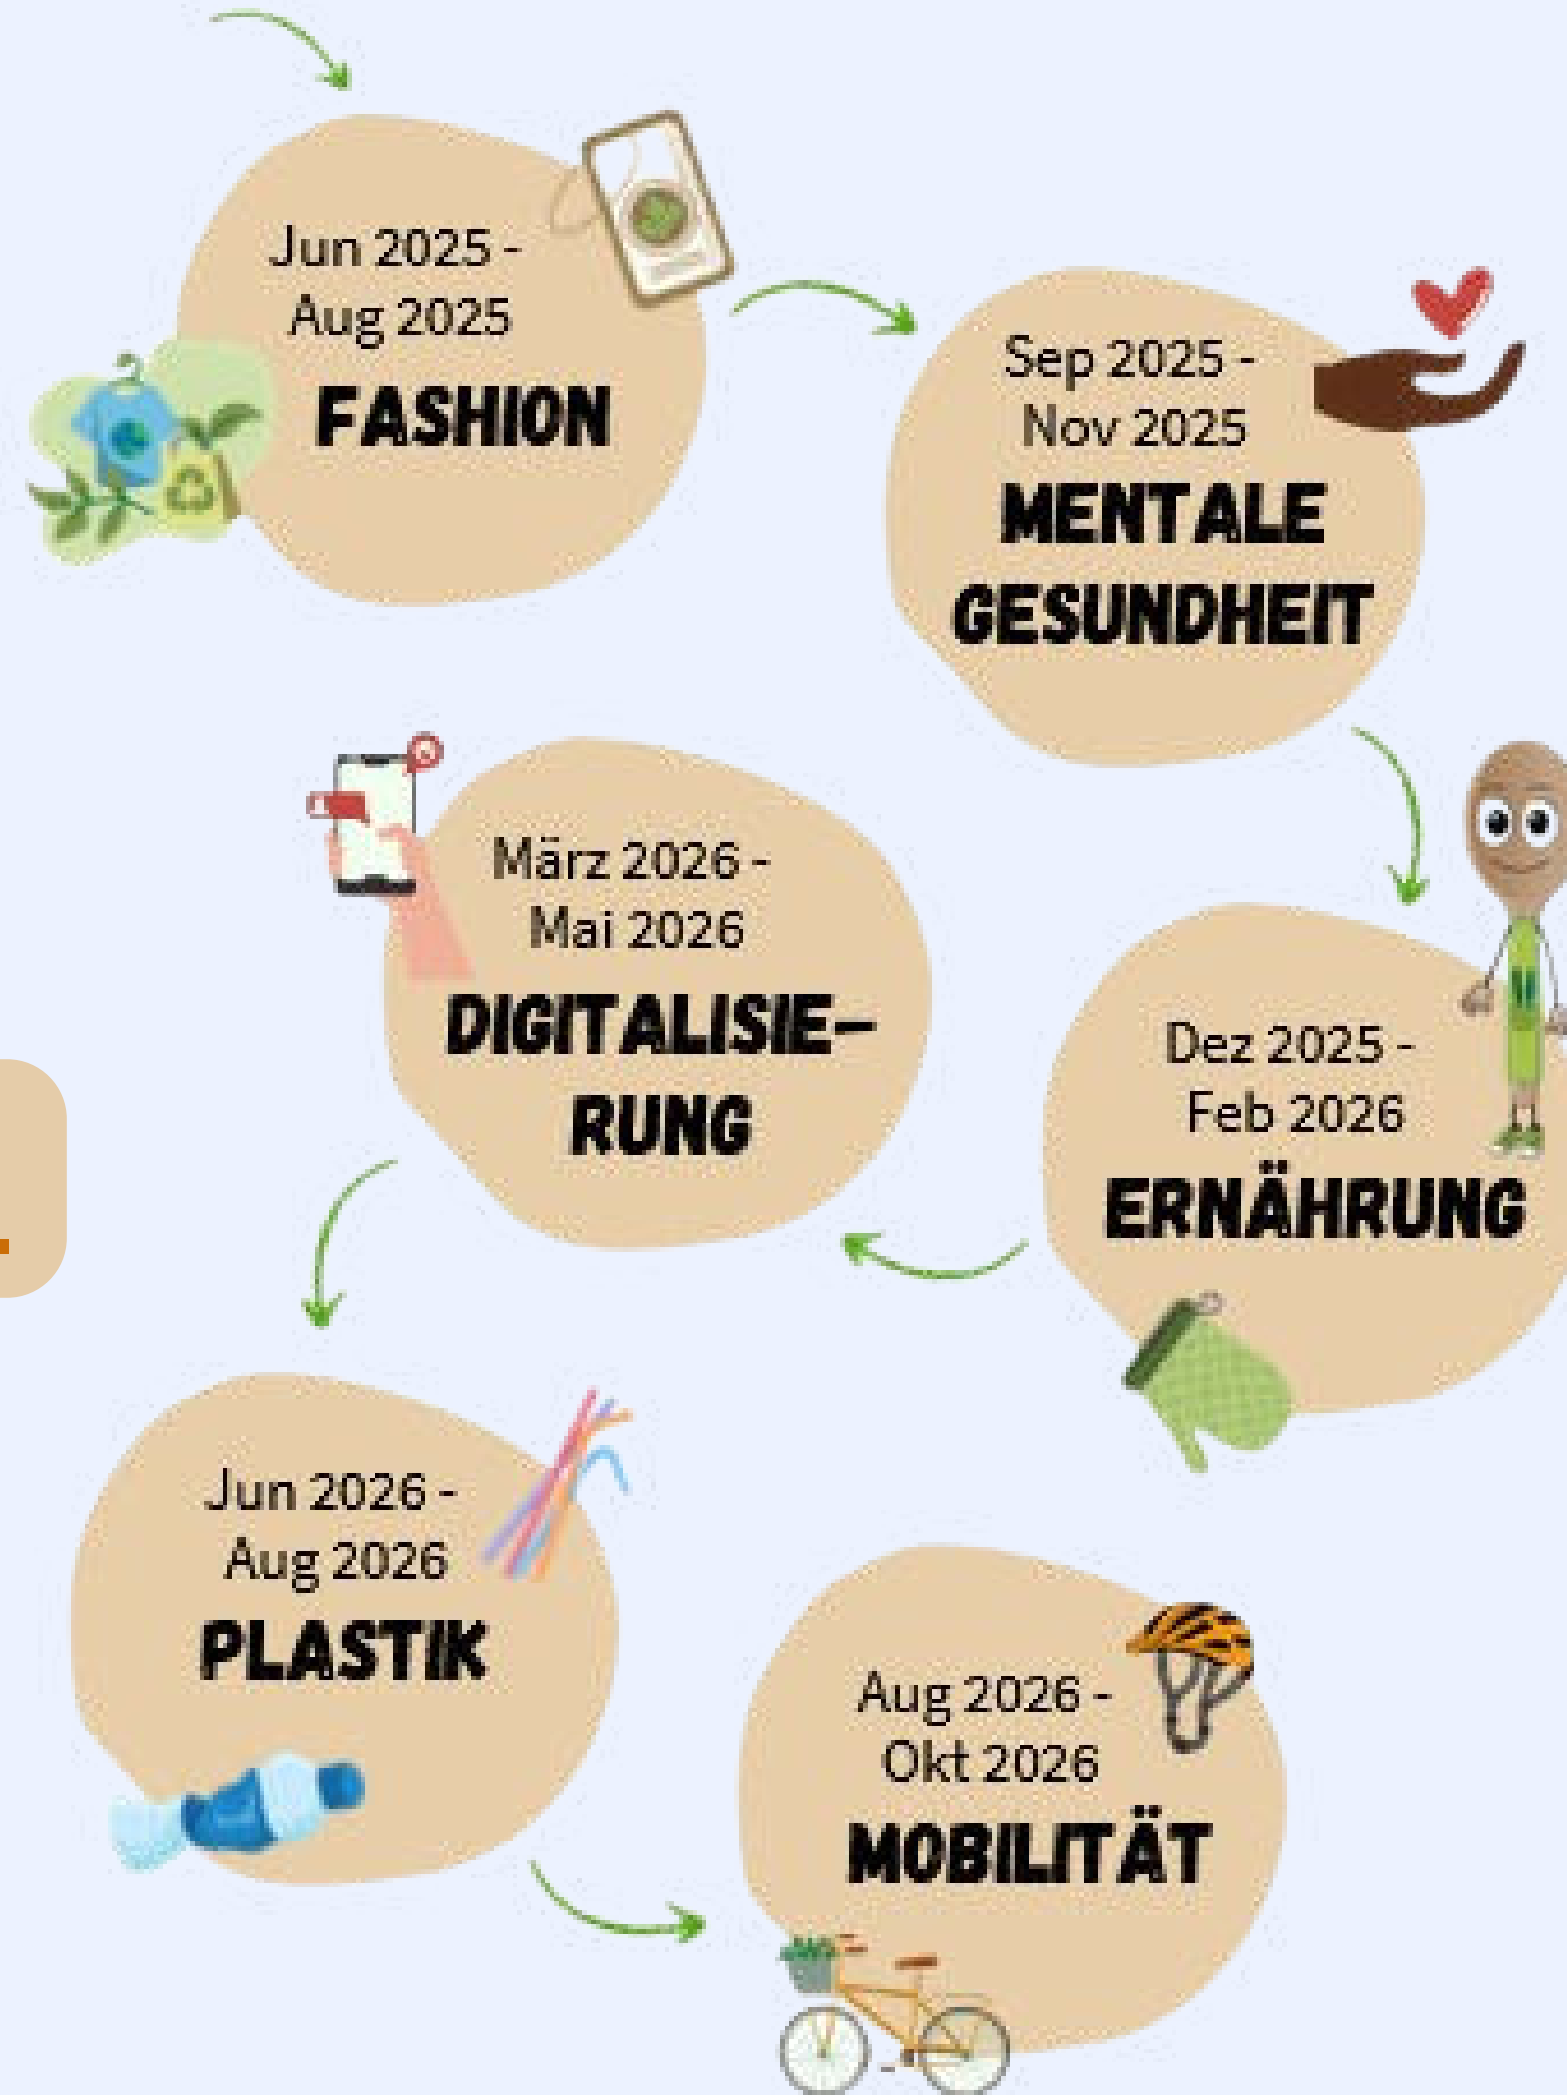 Jun 2025 -
Aug 2025
FASHION
Sep 2025 -
Nov 2025
MENTALE
GESUNDHEIT
Dez 2025 -
Feb 2026
ERNÄHRUNG
März 2026 -
Mai 2026
DIGITALISIE-
RUNG
Jun 2026 -
Aug 2026
PLASTIK
Aug 2026 -
Okt 2026
MOBILITÄT